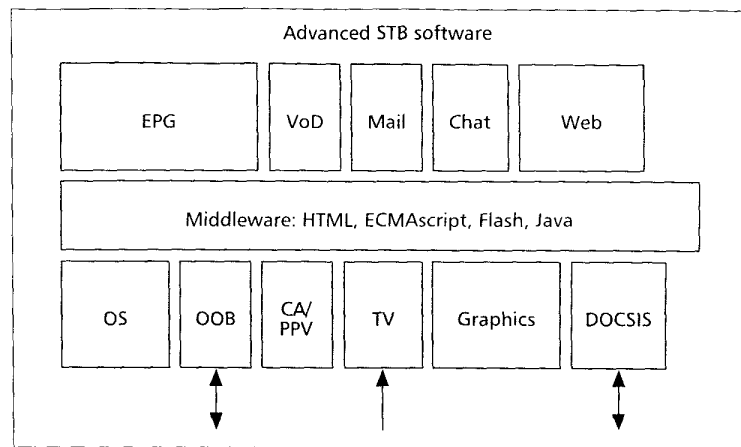 Advanced STB software
EPG
VoD
Mail
Chat
Web
Middleware: HTML, ECMAscript, Flash, Java
OS
OOB
CA/
PPV
TV
Graphics
DOCSIS